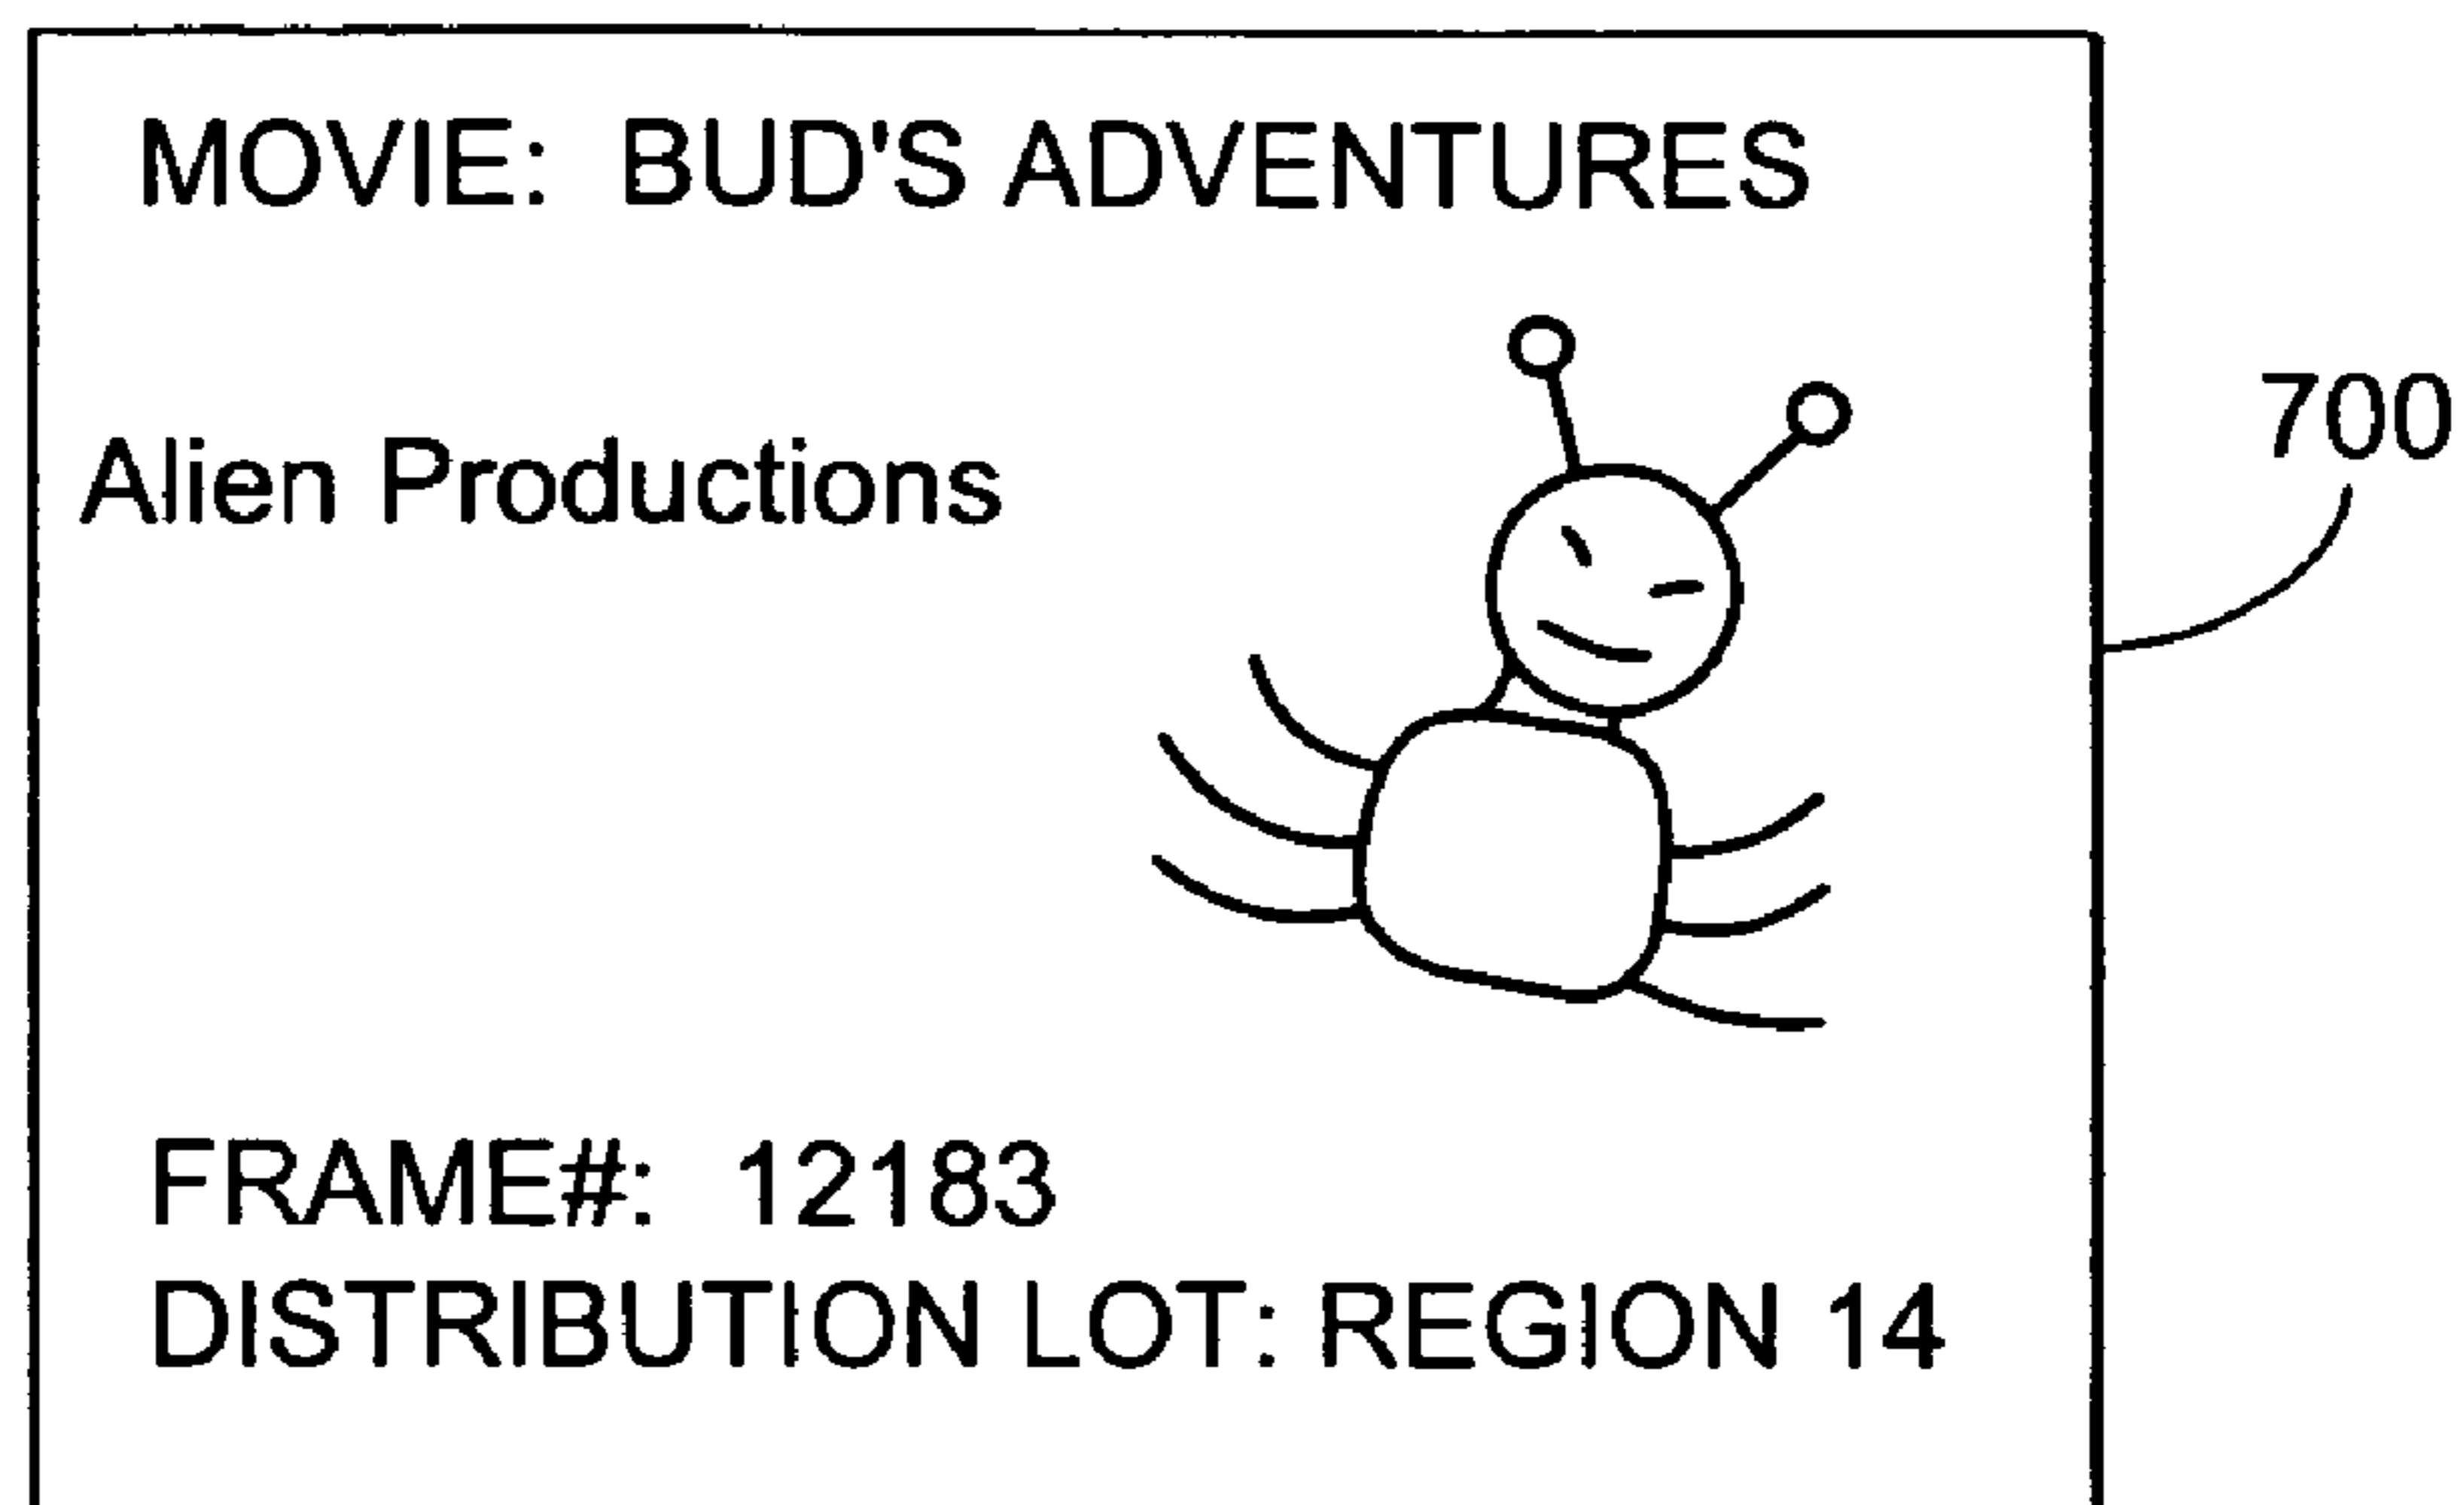 MOVIE: BUD'S ADVENTURES
Alien Productions
700
FRAME#: 12183
DISTRIBUTION LOT: REGION 14